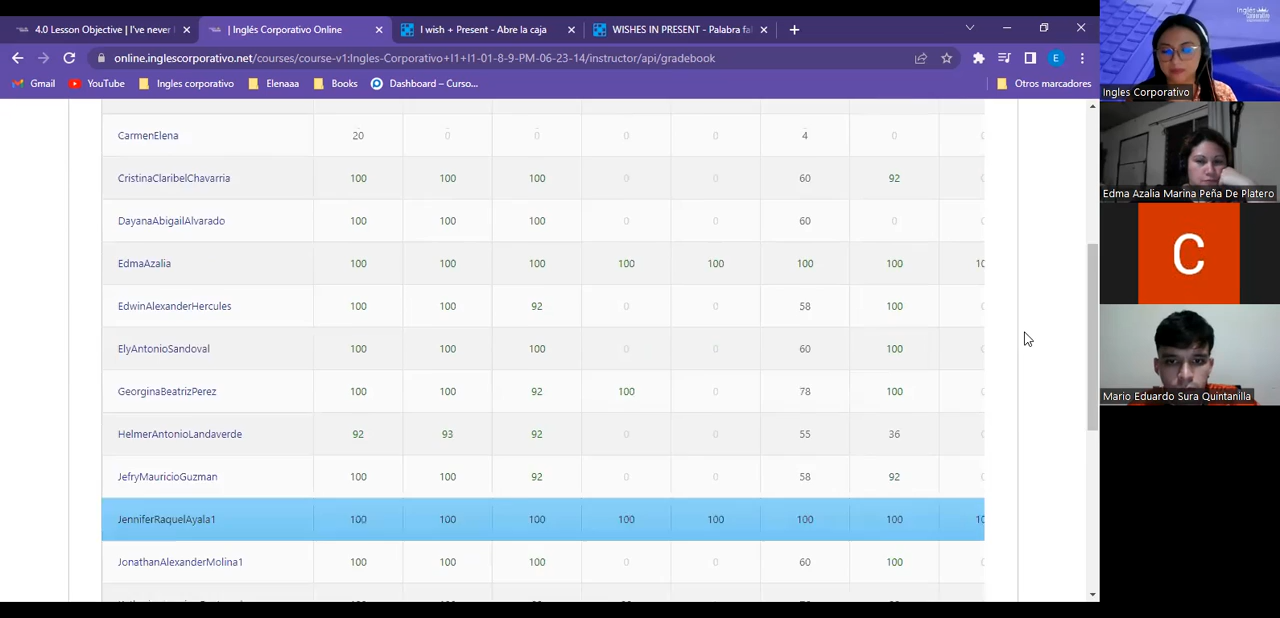 4.0 Lesson Objective | I've never | Inglés Corporativo Online I wish + Present - Abre la caja WISHES IN PRESENT - Palabra fal
online.inglescorporativo.net/courses/course-v1:Ingles-Corporativo+I1+I1-01-8-9-PM-06-23-14/instructor/api/gradebook E
Gmail YouTube Ingles corporativo Books Elenaaa Dashboard – Curso... Otros marcadores
CarmenElena 20 0 0 0 0 4 0
CristinaClaribelChavarria 100 100 100 0 0 60 92
DayanaAbigailAlvarado 100 100 100 0 0 60 0
EdmaAzalia 100 100 100 100 100 100 100 10
EdwinAlexanderHercules 100 100 92 0 0 58 100
ElyAntonioSandoval 100 100 100 0 0 60 100
GeorginaBeatrizPerez 100 100 92 100 0 78 100
HelmerAntonioLandaverde 92 93 92 0 0 55 36
JefryMauricioGuzman 100 100 92 0 0 58 92
JenniferRaquelAyala1 100 100 100 100 100 100 100 10
JonathanAlexanderMolina1 100 100 100 0 0 60 100
Inglés Corporativo
Ingles Corporativo
Edma Azalia Marina Peña De Platero
C
Mario Eduardo Sura Quintanilla